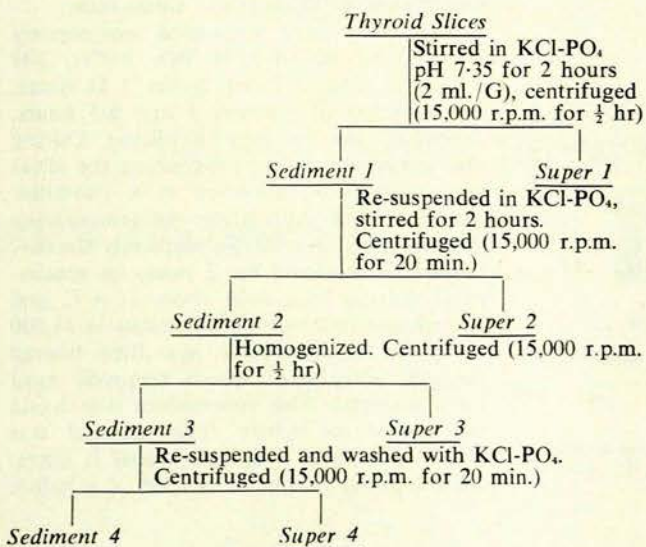 Thyroid Slices
Stirred in KCl-PO₄
pH 7·35 for 2 hours
(2 ml./G), centrifuged
(15,000 r.p.m. for ½ hr)
Sediment 1 Super 1
Re-suspended in KCl-PO₄,
stirred for 2 hours.
Centrifuged (15,000 r.p.m.
for 20 min.)
Sediment 2 Super 2
Homogenized. Centrifuged (15,000 r.p.m.
for ½ hr)
Sediment 3 Super 3
Re-suspended and washed with KCl-PO₄.
Centrifuged (15,000 r.p.m. for 20 min.)
Sediment 4 Super 4